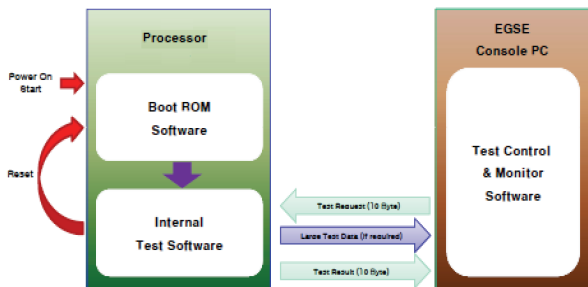 Processor
EGSE
Console PC
Power On
Start
Boot ROM
Software
Reset
Internal
Test Software
Test Control
& Monitor
Software
Test Request (10 Byte)
Large Test Data (If required)
Test Result (10 Byte)